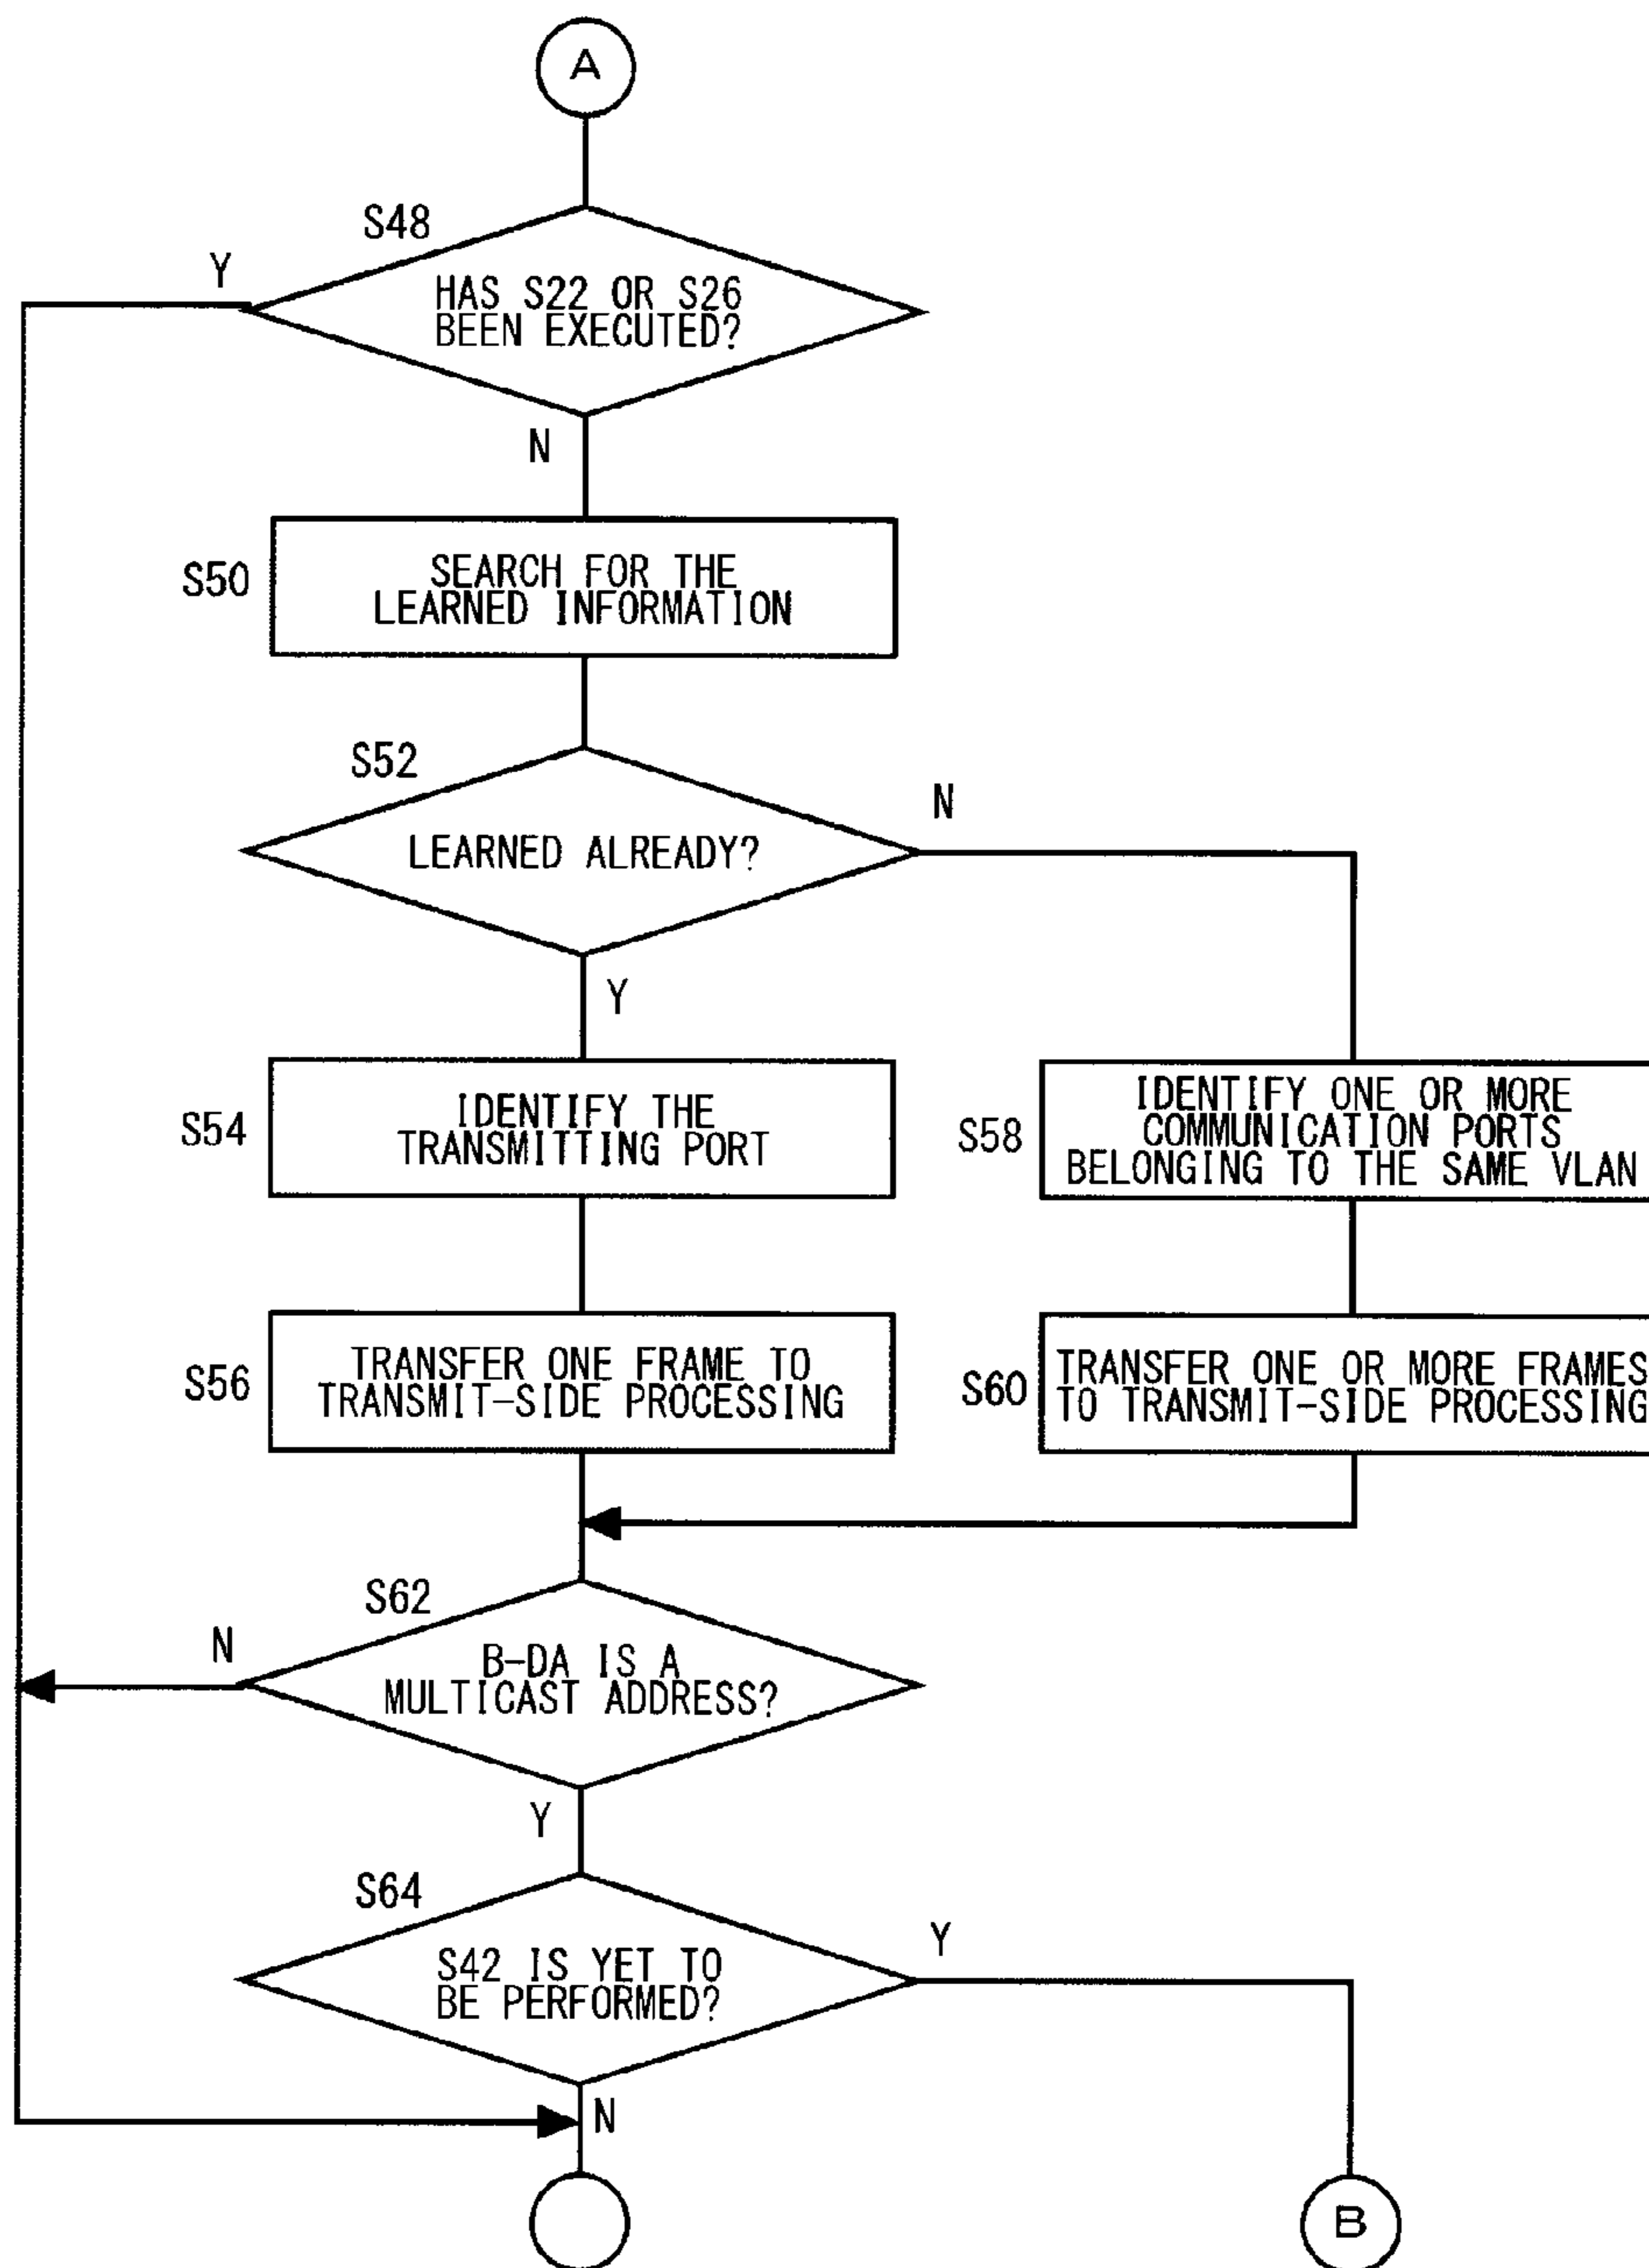 A
S48
Y
HAS S22 OR S26
BEEN EXECUTED?
N
S50
SEARCH FOR THE
LEARNED INFORMATION
S52
N
LEARNED ALREADY?
Y
S54
IDENTIFY THE
TRANSMITTING PORT
S58
IDENTIFY ONE OR MORE
COMMUNICATION PORTS
BELONGING TO THE SAME VLAN
S56
TRANSFER ONE FRAME TO
TRANSMIT-SIDE PROCESSING
S60
TRANSFER ONE OR MORE FRAMES
TO TRANSMIT-SIDE PROCESSING
S62
N
B-DA IS A
MULTICAST ADDRESS?
Y
S64
Y
S42 IS YET TO
BE PERFORMED?
N
B